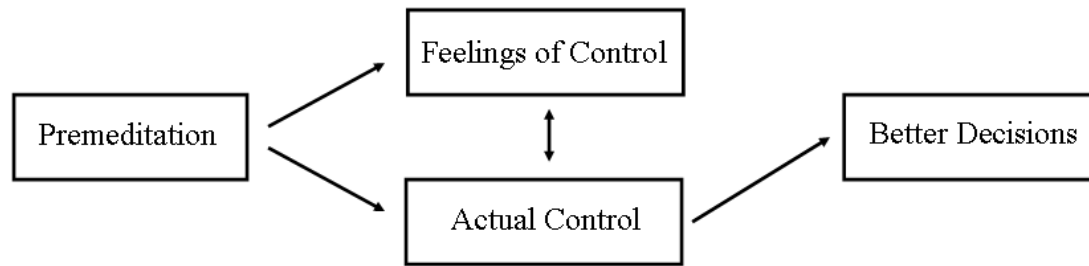 Feelings of Control
Premeditation
Better Decisions
Actual Control